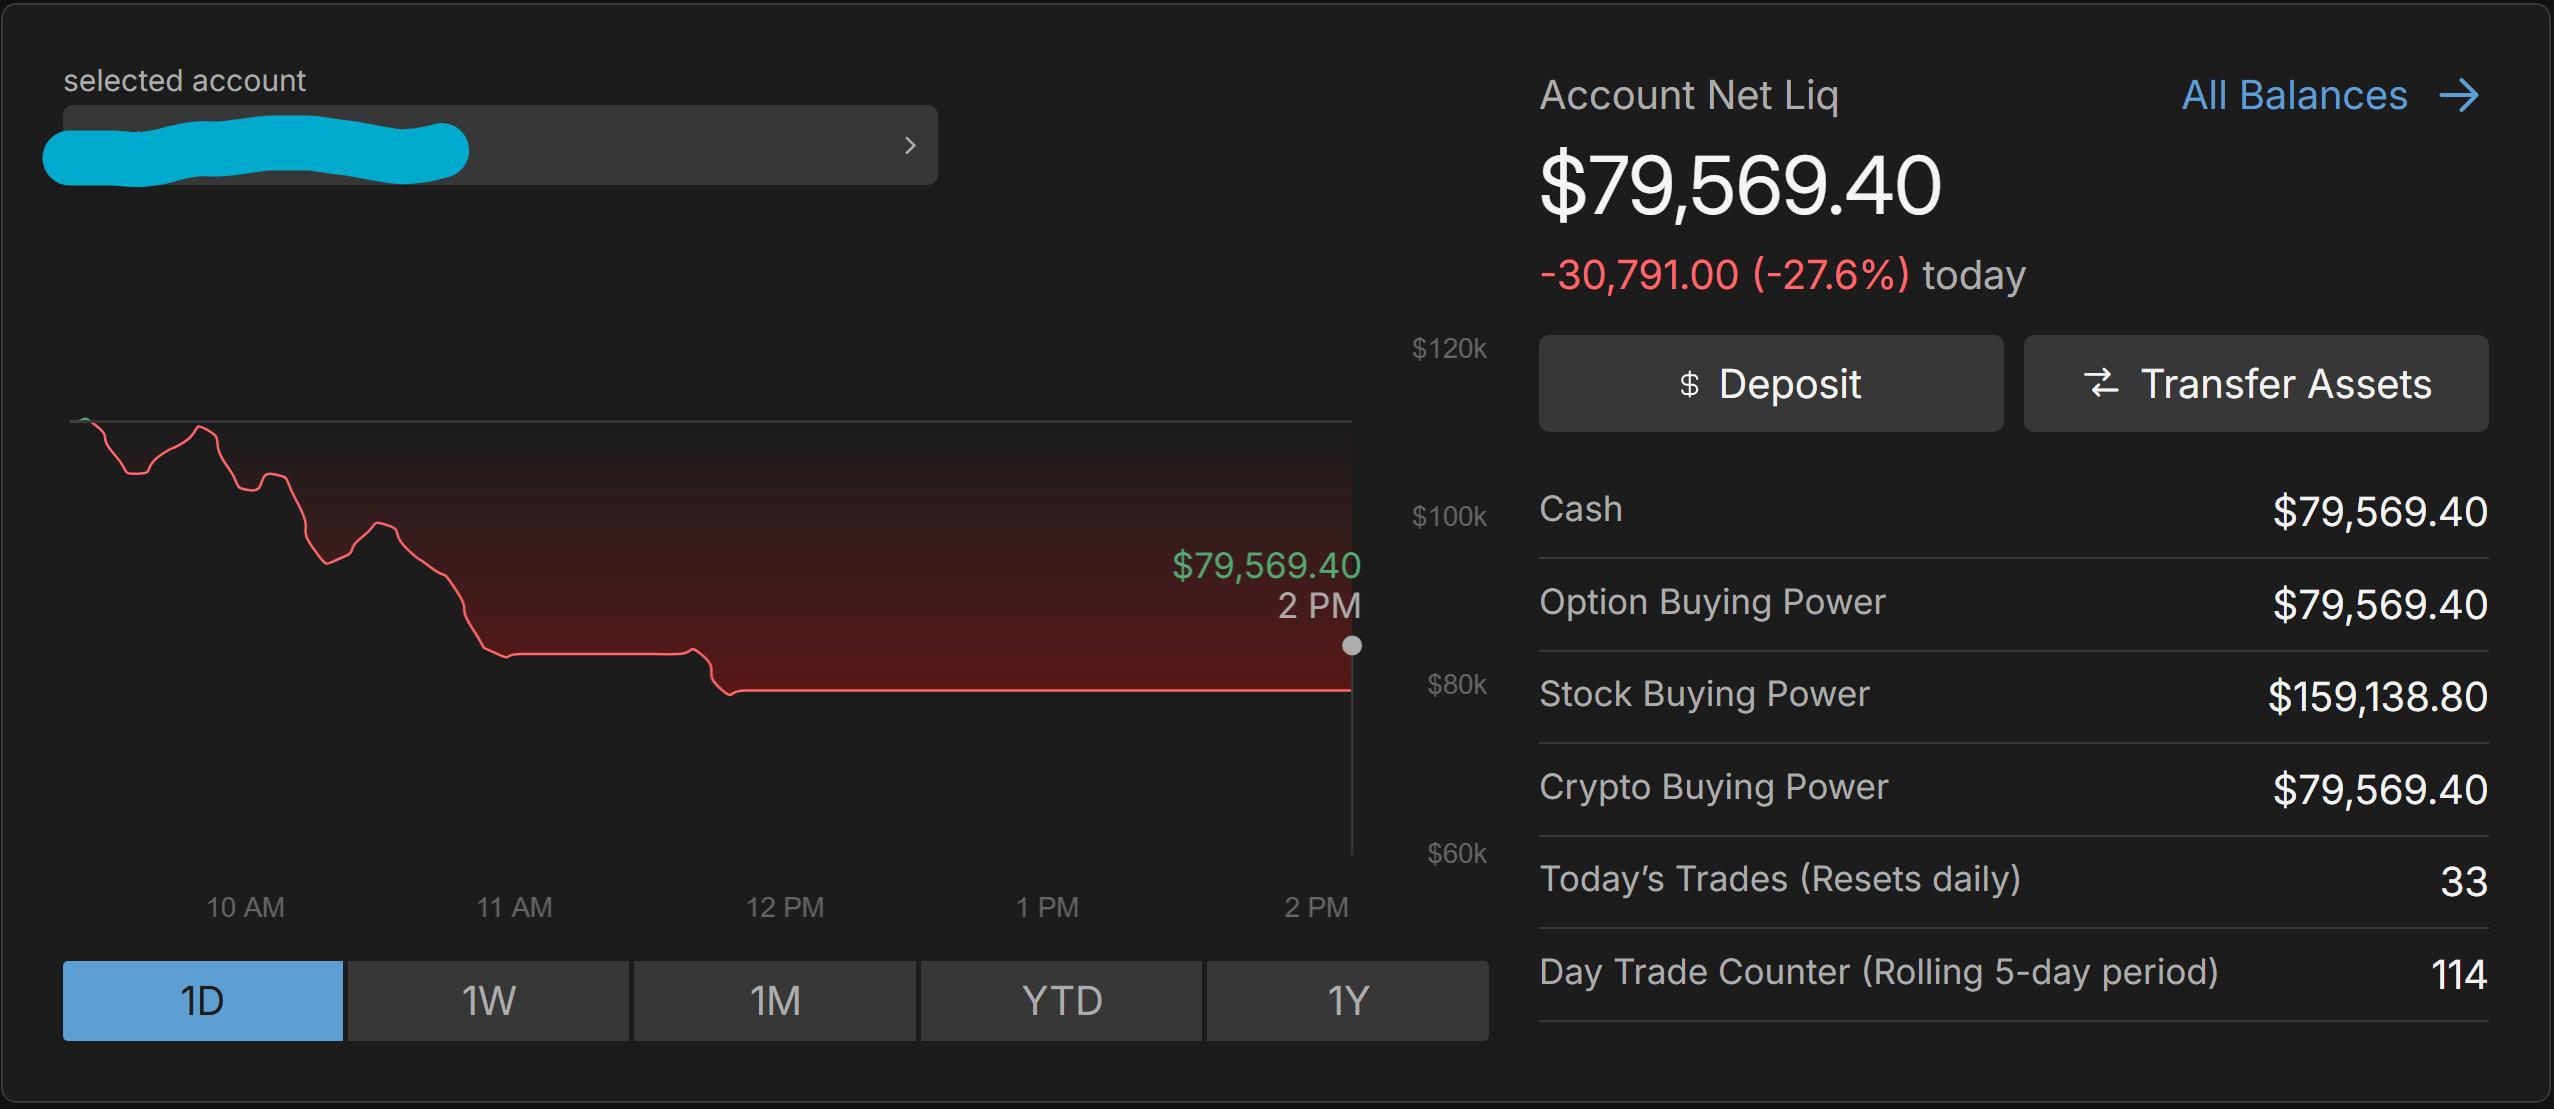 selected account
Account Net Liq
All Balances
$79,569.40
-30,791.00 (-27.6%) today
$ Deposit
Transfer Assets
$120k
$100k
$80k
$60k
$79,569.40
2 PM
10 AM
11 AM
12 PM
1 PM
2 PM
1D
1W
1M
YTD
1Y
Cash $79,569.40
Option Buying Power $79,569.40
Stock Buying Power $159,138.80
Crypto Buying Power $79,569.40
Today’s Trades (Resets daily) 33
Day Trade Counter (Rolling 5-day period) 114